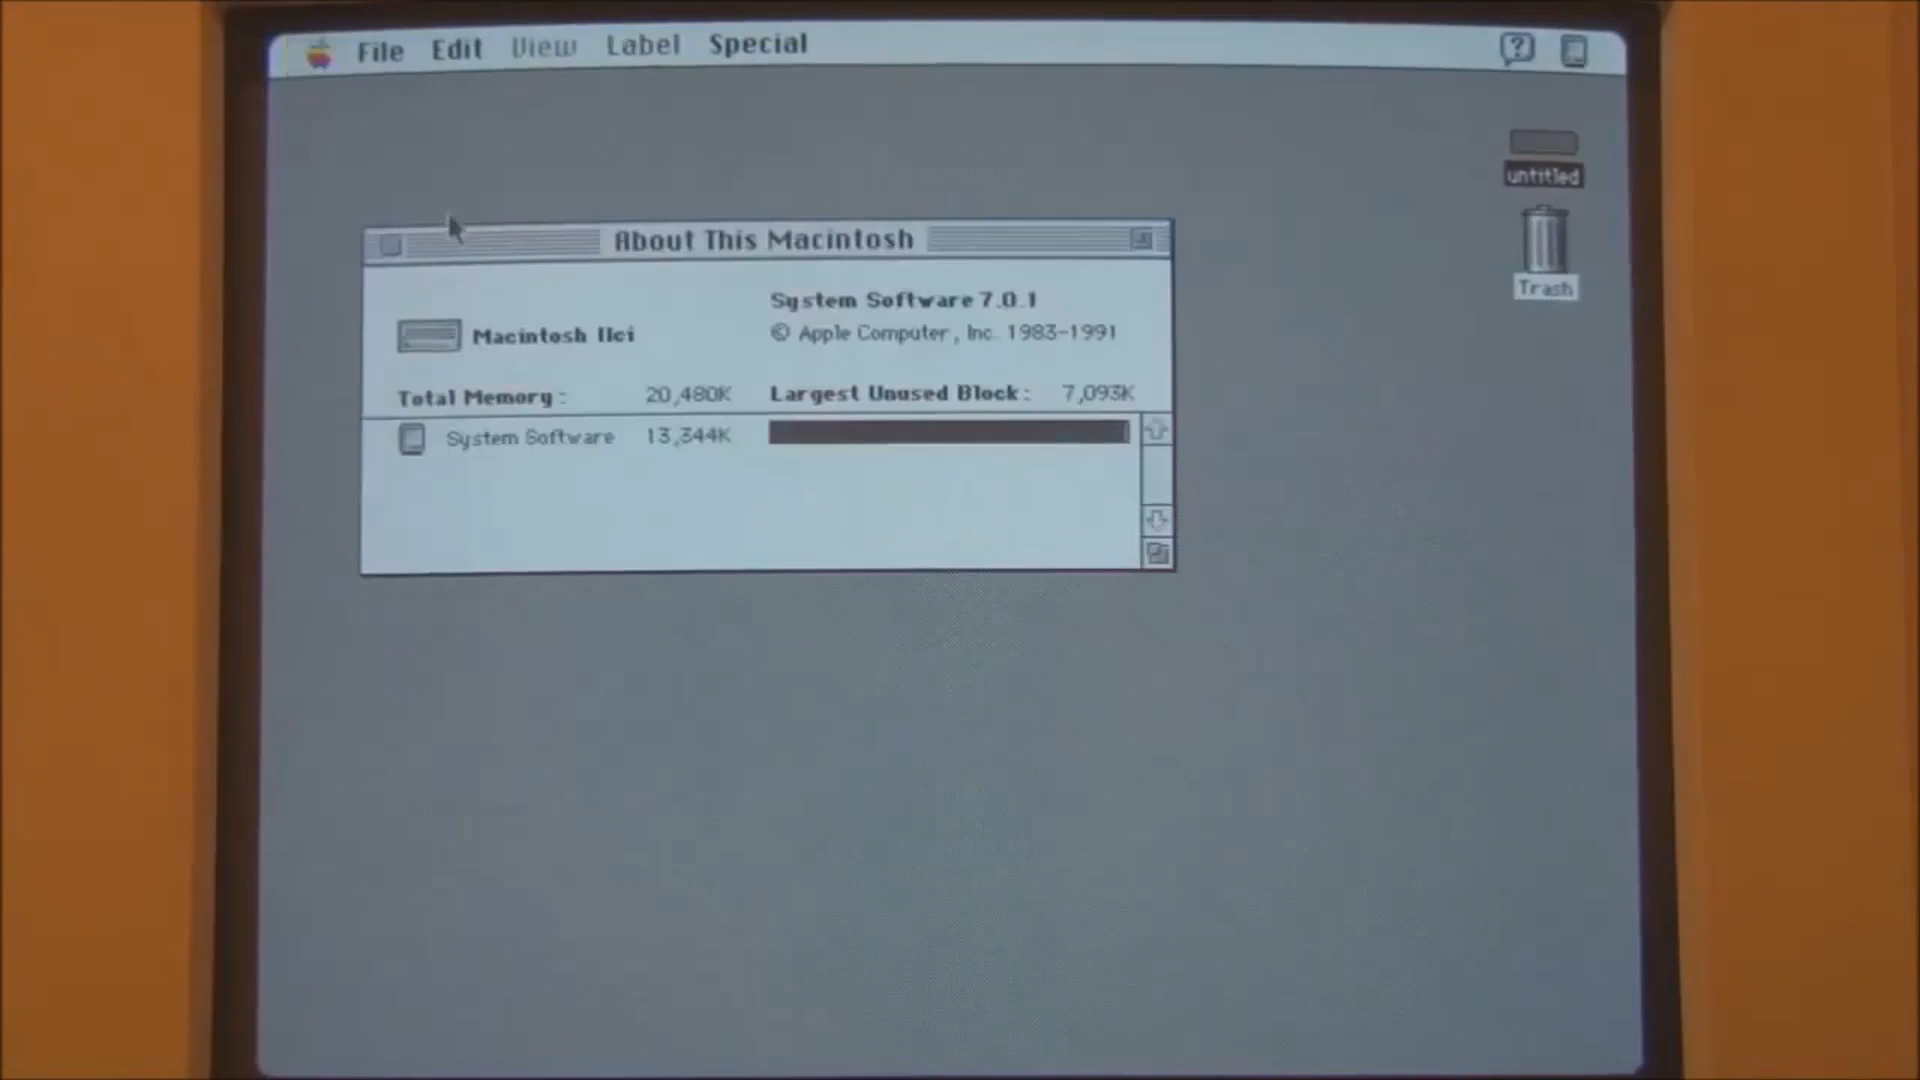 File Edit View Label Special
untitled
Trash
About This Macintosh
System Software 7.0.1
Macintosh IIci
© Apple Computer, Inc. 1983-1991
Total Memory: 20,480K Largest Unused Block: 7,093K
System Software 13,344K